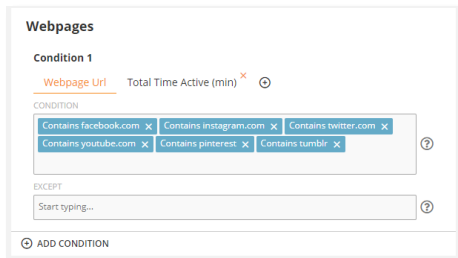 Webpages
Condition 1
Webpage Url Total Time Active (min)
CONDITION
Contains facebook.com Contains instagram.com Contains twitter.com
Contains youtube.com Contains pinterest Contains tumblr
EXCEPT
Start typing...
ADD CONDITION